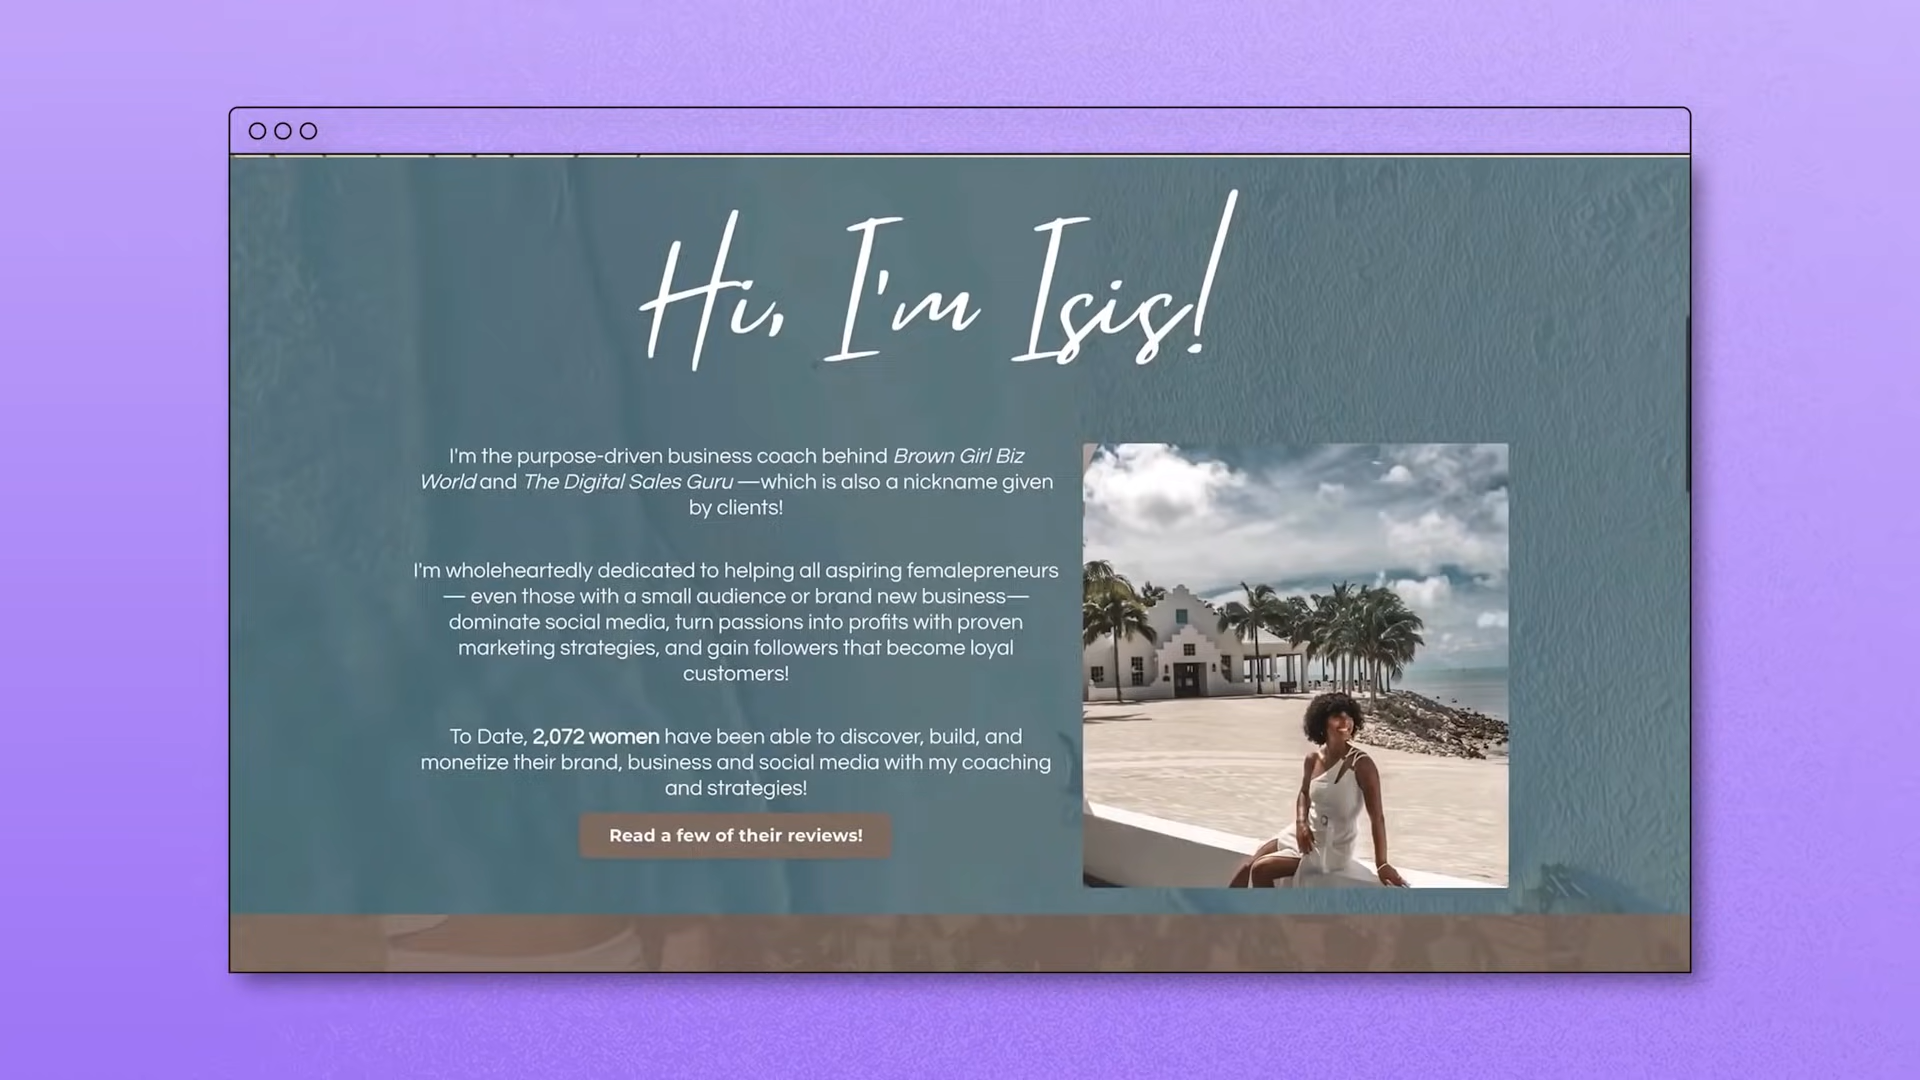 Hi, I'm Isis!
I'm the purpose-driven business coach behind Brown Girl Biz
World and The Digital Sales Guru —which is also a nickname given
by clients!
I'm wholeheartedly dedicated to helping all aspiring femalepreneurs
— even those with a small audience or brand new business—
dominate social media, turn passions into profits with proven
marketing strategies, and gain followers that become loyal
customers!
To Date, 2,072 women have been able to discover, build, and
monetize their brand, business and social media with my coaching
and strategies!
Read a few of their reviews!